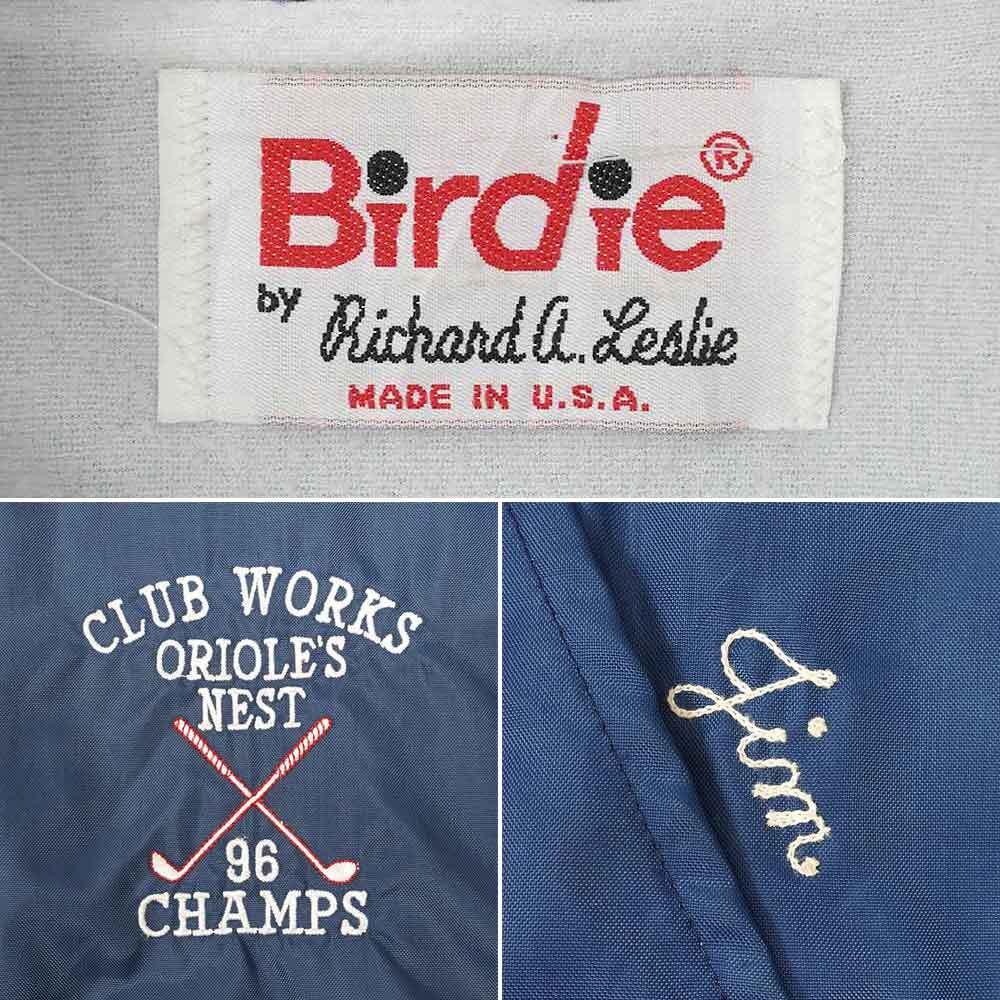 Birdie®
by Richard A. Leslie
MADE IN U.S.A.
CLUB WORKS
ORIOLE'S
NEST
96
CHAMPS
Jim